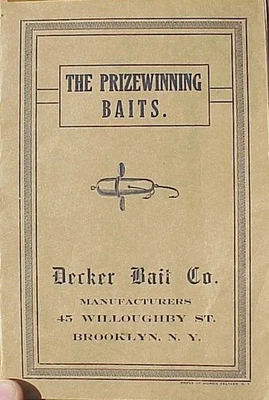 THE PRIZEWINNING
BAITS.
Decker Bait Co.
MANUFACTURERS
45 WILLOUGHBY ST.
BROOKLYN, N. Y.